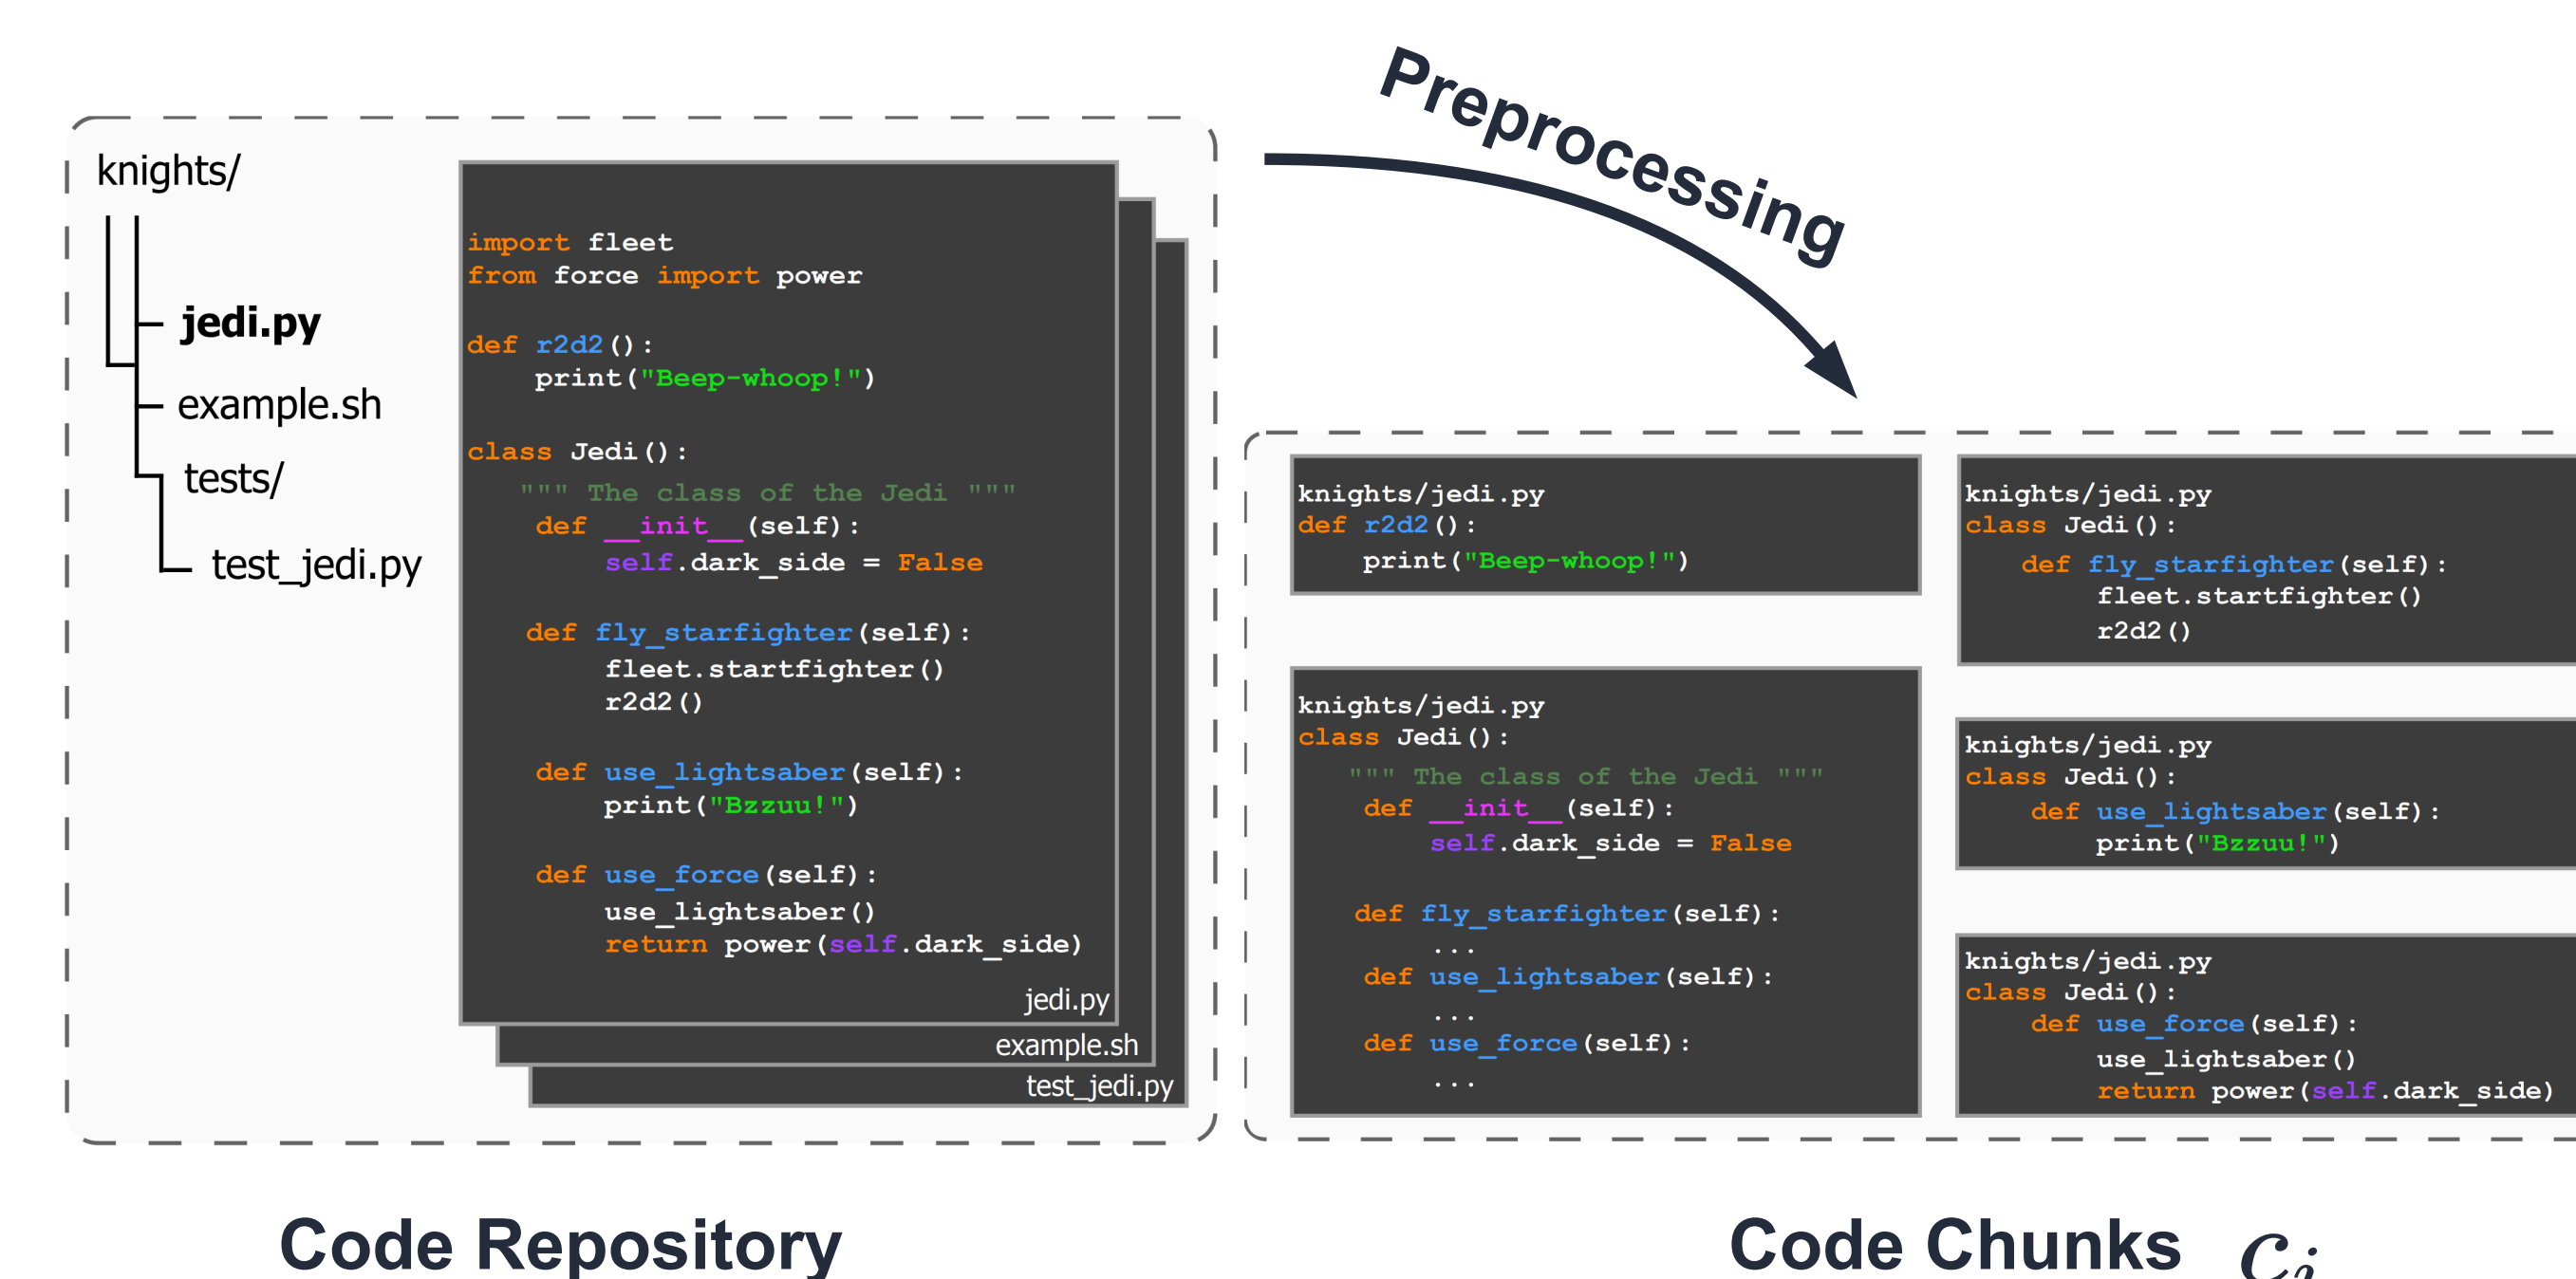 Preprocessing
knights/
jedi.py
example.sh
tests/
test_jedi.py
import fleet
from force import power
def r2d2():
print("Beep-whoop!")
class Jedi():
""" The class of the Jedi """
def __init__(self):
self.dark_side = False
def fly_starfighter(self):
fleet.startfighter()
r2d2()
def use_lightsaber(self):
print("Bzzuu!")
def use_force(self):
use_lightsaber()
return power(self.dark_side)
jedi.py
example.sh
test_jedi.py
knights/jedi.py
def r2d2():
print("Beep-whoop!")
knights/jedi.py
class Jedi():
""" The class of the Jedi """
def __init__(self):
self.dark_side = False
def fly_starfighter(self):
...
def use_lightsaber(self):
...
def use_force(self):
...
knights/jedi.py
class Jedi():
def fly_starfighter(self):
fleet.startfighter()
r2d2()
knights/jedi.py
class Jedi():
def use_lightsaber(self):
print("Bzzuu!")
knights/jedi.py
class Jedi():
def use_force(self):
use_lightsaber()
return power(self.dark_side)
Code Repository
Code Chunks c_i